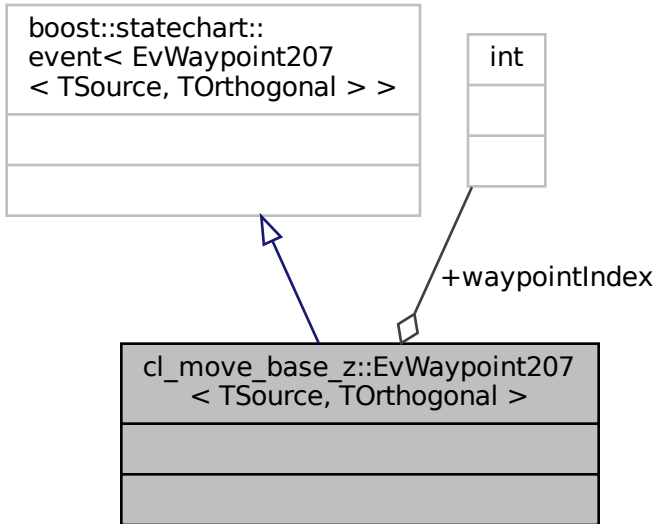 boost::statechart::
event< EvWaypoint207
< TSource, TOrthogonal > >
int
+waypointIndex
cl_move_base_z::EvWaypoint207
< TSource, TOrthogonal >